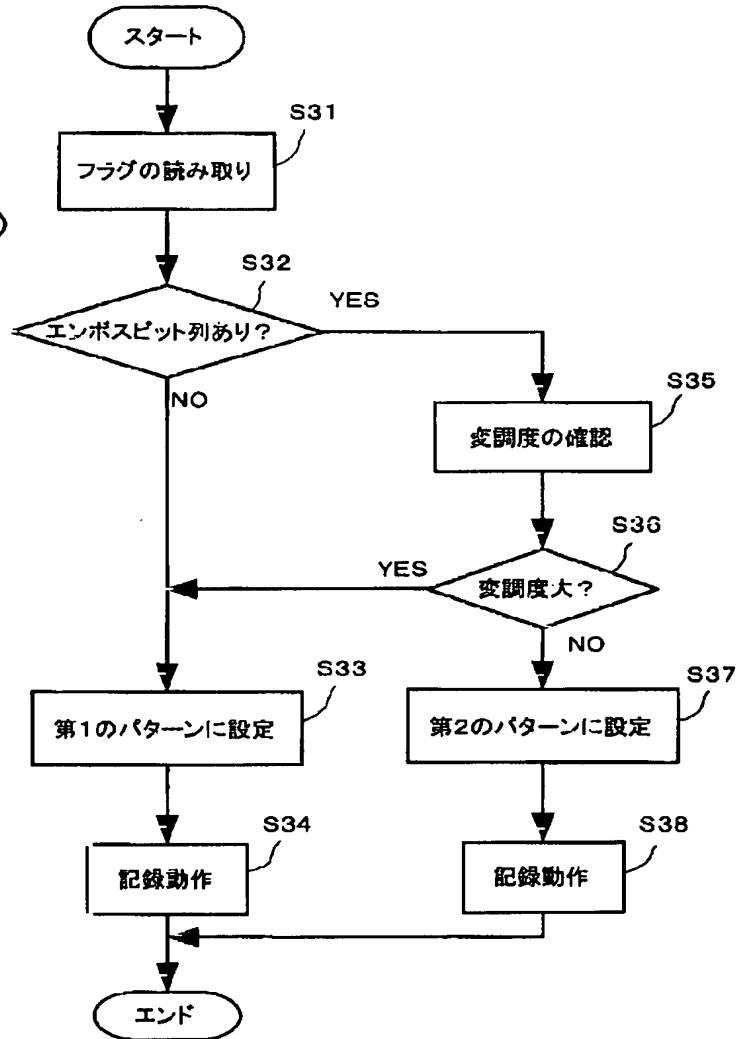 スタート
S31
フラグの読み取り
S32
エンボスピット列あり?
YES
NO
S35
変調度の確認
S36
変調度大?
YES
NO
S33
第1のパターンに設定
S37
第2のパターンに設定
S34
記録動作
S38
記録動作
エンド